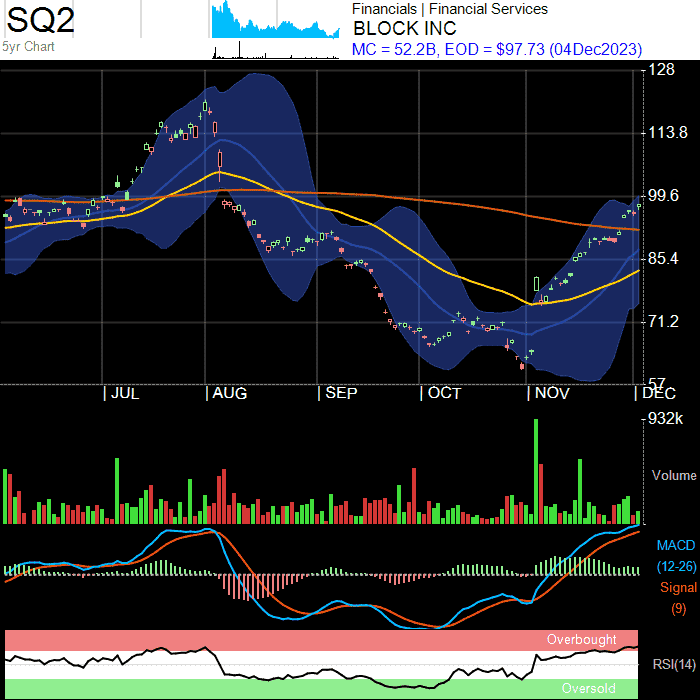 SQ2
5yr Chart
Financials | Financial Services
BLOCK INC
MC = 52.2B, EOD = $97.73 (04Dec2023)
128
113.8
99.6
85.4
71.2
57
JUL
AUG
SEP
OCT
NOV
DEC
932k
Volume
MACD
(12-26)
Signal
(9)
Overbought
RSI(14)
Oversold